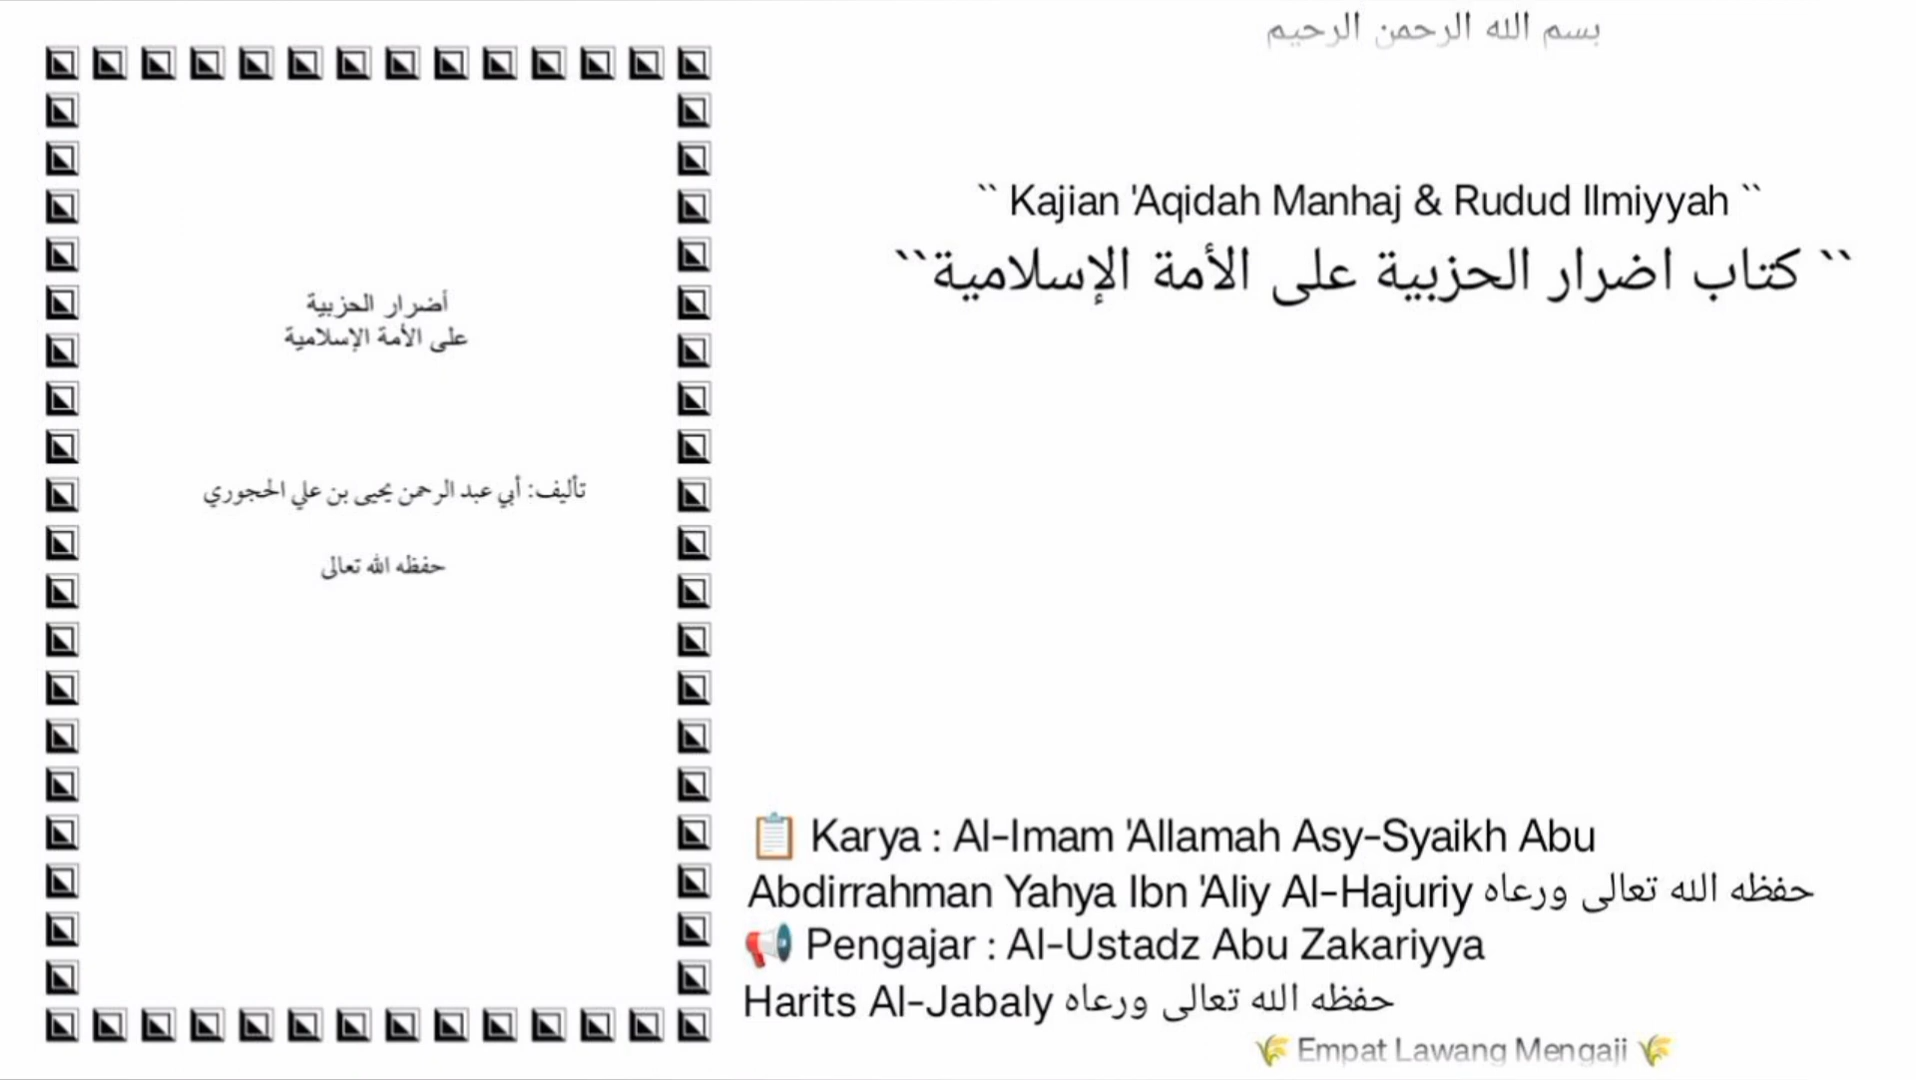 أضرار الحزبية
على الأمة الإسلامية
تأليف: أبي عبد الرحمن يحيى بن علي الحجوري
حفظه الله تعالى
بسم الله الرحمن الرحيم
`` Kajian 'Aqidah Manhaj & Rudud Ilmiyyah ``
`` كتاب اضرار الحزبية على الأمة الإسلامية``
📋 Karya : Al-Imam 'Allamah Asy-Syaikh Abu
Abdirrahman Yahya Ibn 'Aliy Al-Hajuriy حفظه الله تعالى ورعاه
📢 Pengajar : Al-Ustadz Abu Zakariyya
Harits Al-Jabaly حفظه الله تعالى ورعاه
🌾 Empat Lawang Mengaji 🌾